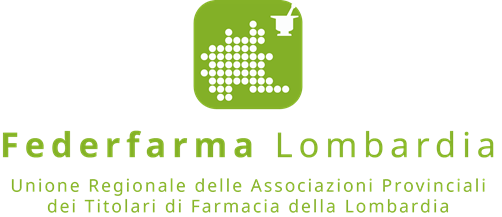 Federfarma Lombardia
Unione Regionale delle Associazioni Provinciali
dei Titolari di Farmacia della Lombardia